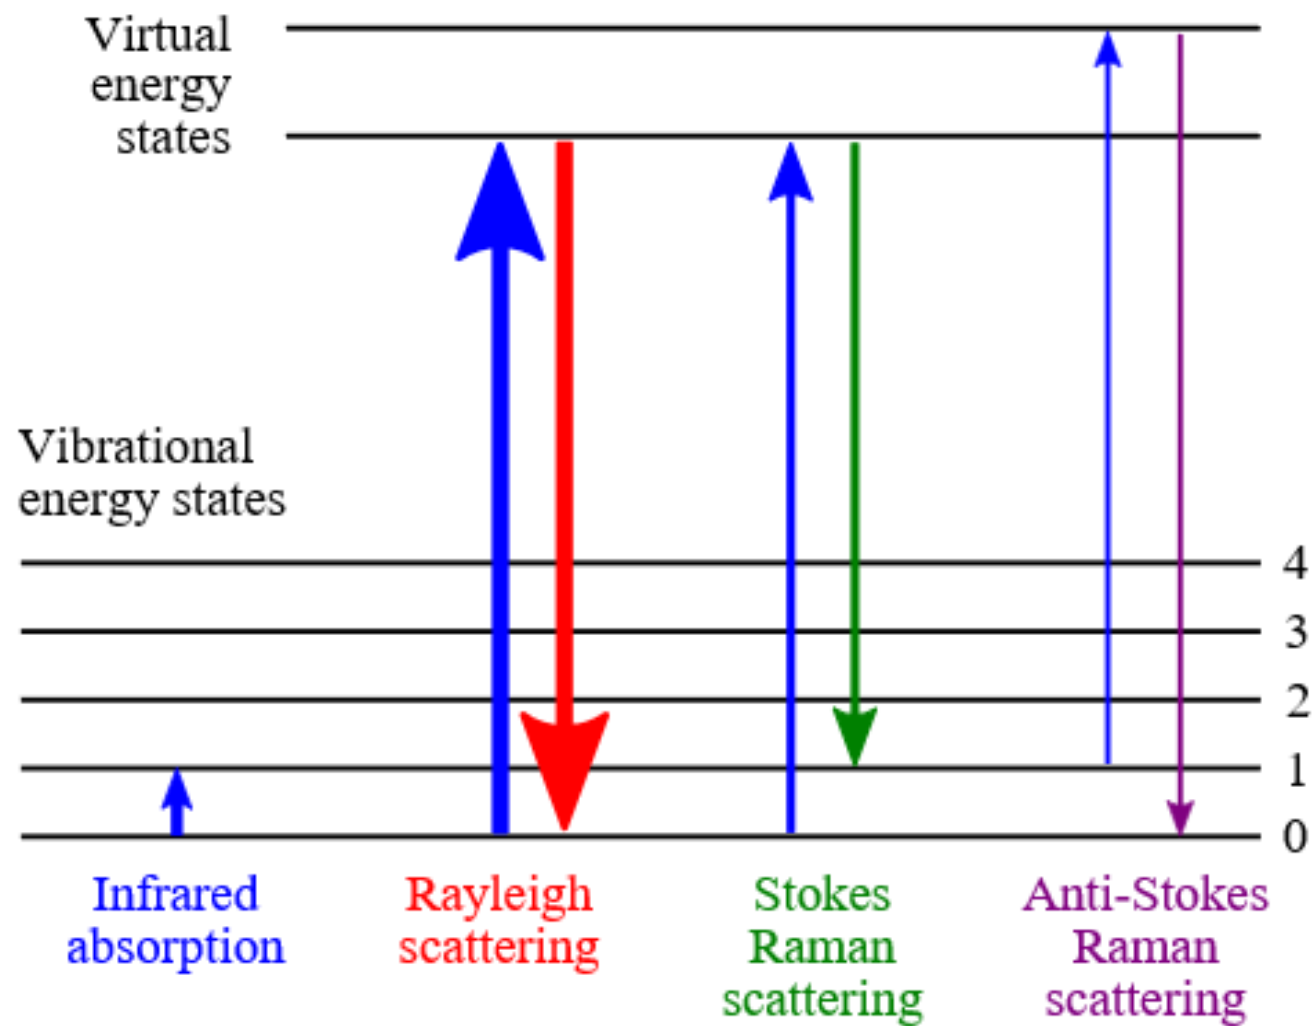 Virtual
energy
states
Vibrational
energy states
4
3
2
1
0
Infrared
absorption
Rayleigh
scattering
Stokes
Raman
scattering
Anti-Stokes
Raman
scattering